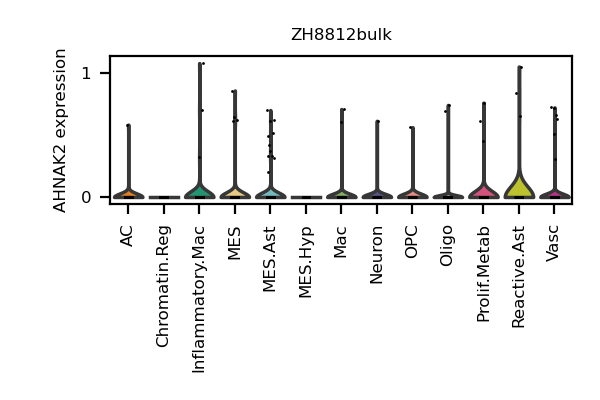 ZH8812bulk
AHNAK2 expression
1
0
AC
Chromatin.Reg
Inflammatory.Mac
MES
MES.Ast
MES.Hyp
Mac
Neuron
OPC
Oligo
Prolif.Metab
Reactive.Ast
Vasc